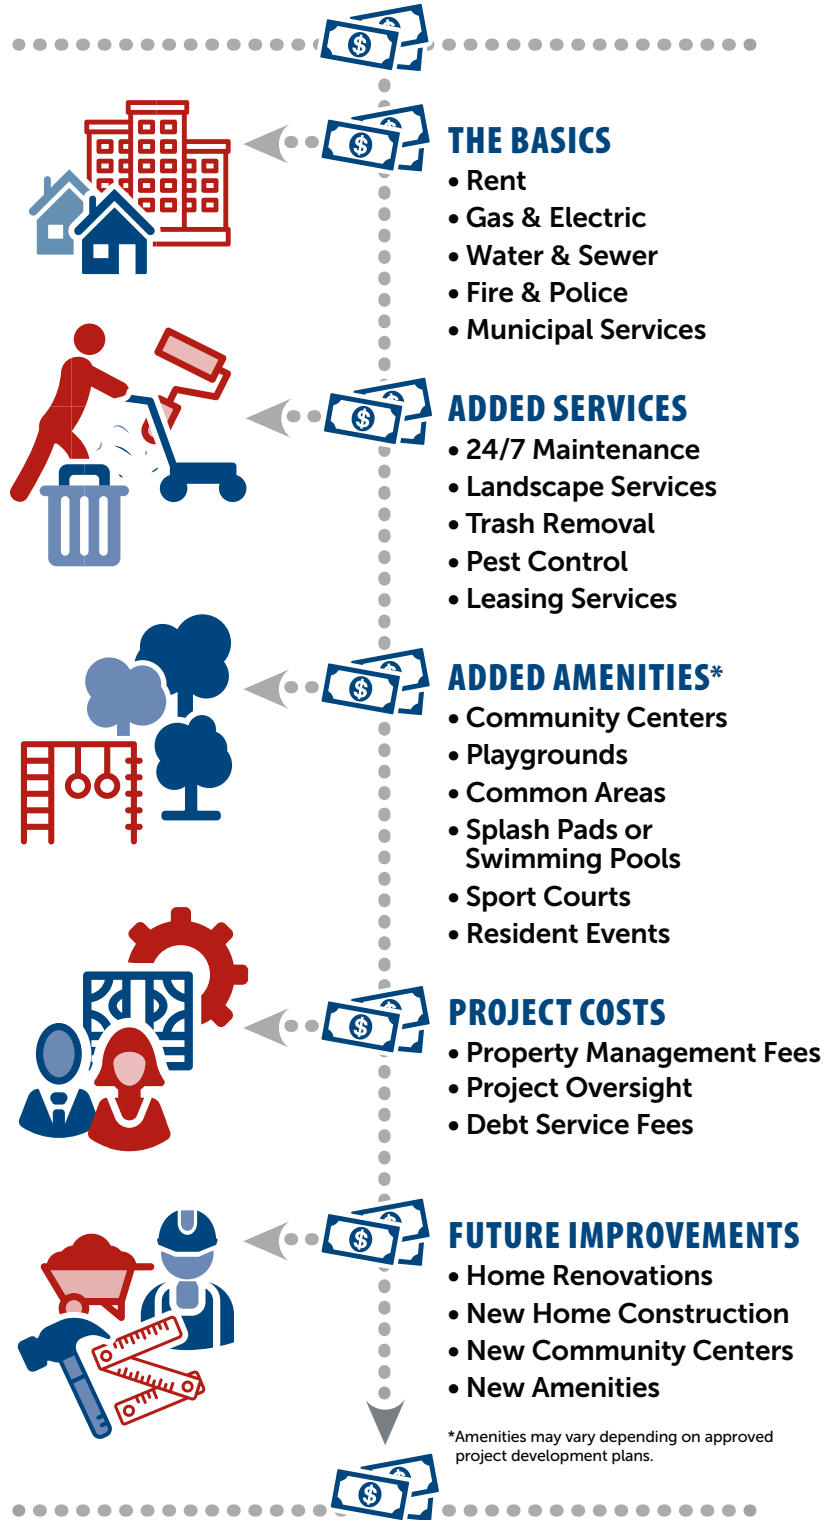 THE BASICS
• Rent
• Gas & Electric
• Water & Sewer
• Fire & Police
• Municipal Services
ADDED SERVICES
• 24/7 Maintenance
• Landscape Services
• Trash Removal
• Pest Control
• Leasing Services
ADDED AMENITIES*
• Community Centers
• Playgrounds
• Common Areas
• Splash Pads or
Swimming Pools
• Sport Courts
• Resident Events
PROJECT COSTS
• Property Management Fees
• Project Oversight
• Debt Service Fees
FUTURE IMPROVEMENTS
• Home Renovations
• New Home Construction
• New Community Centers
• New Amenities
*Amenities may vary depending on approved
project development plans.